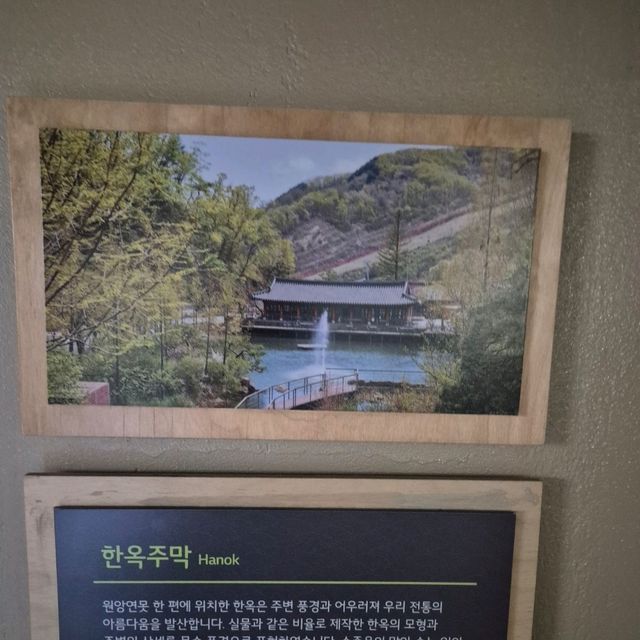 한옥주막 Hanok
원앙연못 한 편에 위치한 한옥은 주변 풍경과 어우러져 우리 전통의
아름다움을 발산합니다. 실물과 같은 비율로 제작한 한옥의 모형과